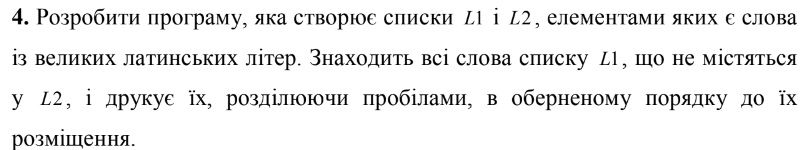 4. Розробити програму, яка створює списки L1 і L2, елементами яких є слова
із великих латинських літер. Знаходить всі слова списку L1, що не містяться
у L2, і друкує їх, розділюючи пробілами, в оберненому порядку до їх
розміщення.